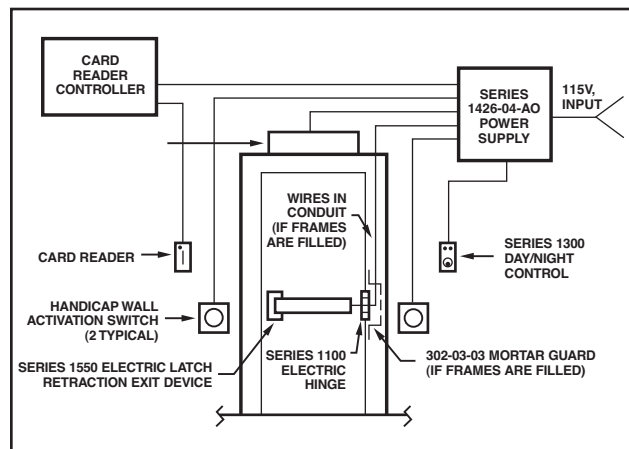 CARD
READER
CONTROLLER
SERIES
1426-04-AO
POWER
SUPPLY
115V,
INPUT
WIRES IN
CONDUIT
(IF FRAMES
ARE FILLED)
CARD READER
SERIES 1300
DAY/NIGHT
CONTROL
HANDICAP WALL
ACTIVATION SWITCH
(2 TYPICAL)
SERIES 1550 ELECTRIC LATCH
RETRACTION EXIT DEVICE
SERIES 1100
ELECTRIC
HINGE
302-03-03 MORTAR GUARD
(IF FRAMES ARE FILLED)